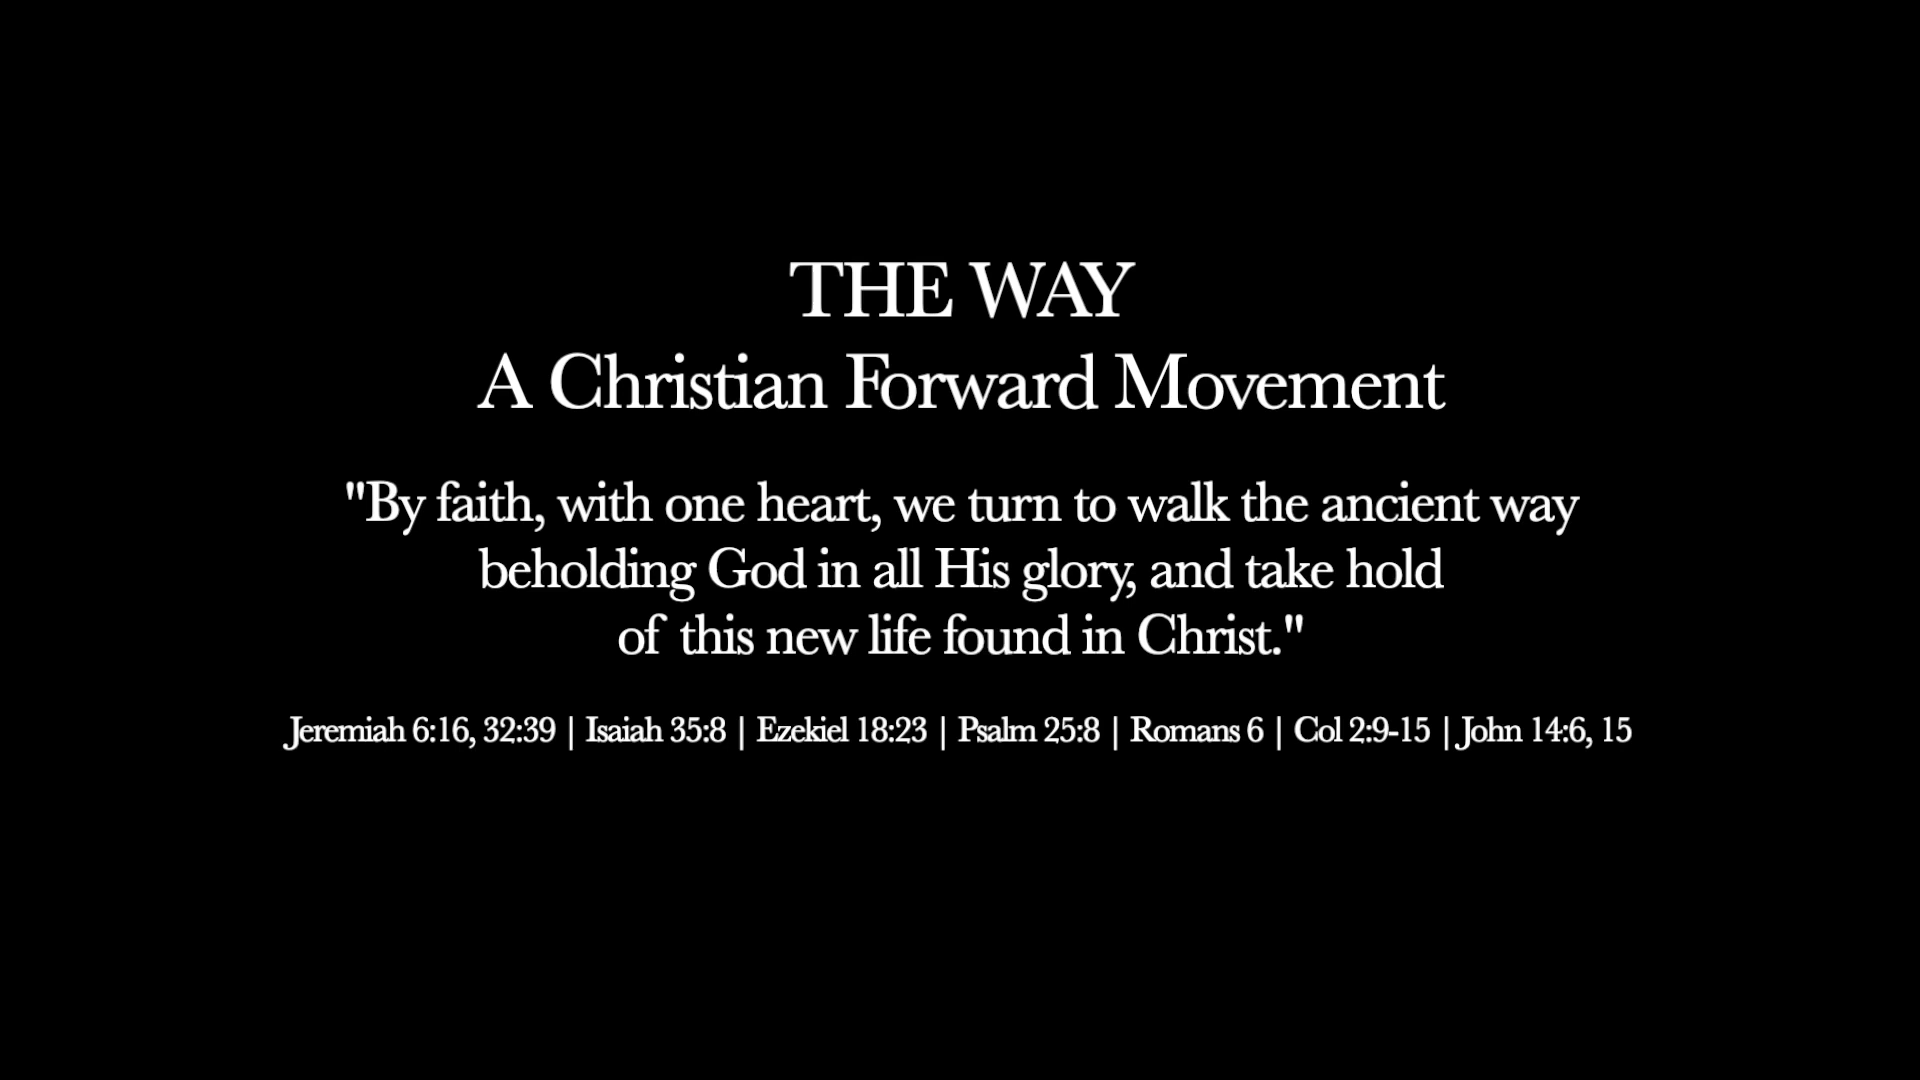 THE WAY
A Christian Forward Movement
"By faith, with one heart, we turn to walk the ancient way
beholding God in all His glory, and take hold
of this new life found in Christ."
Jeremiah 6:16, 32:39 | Isaiah 35:8 | Ezekiel 18:23 | Psalm 25:8 | Romans 6 | Col 2:9-15 | John 14:6, 15